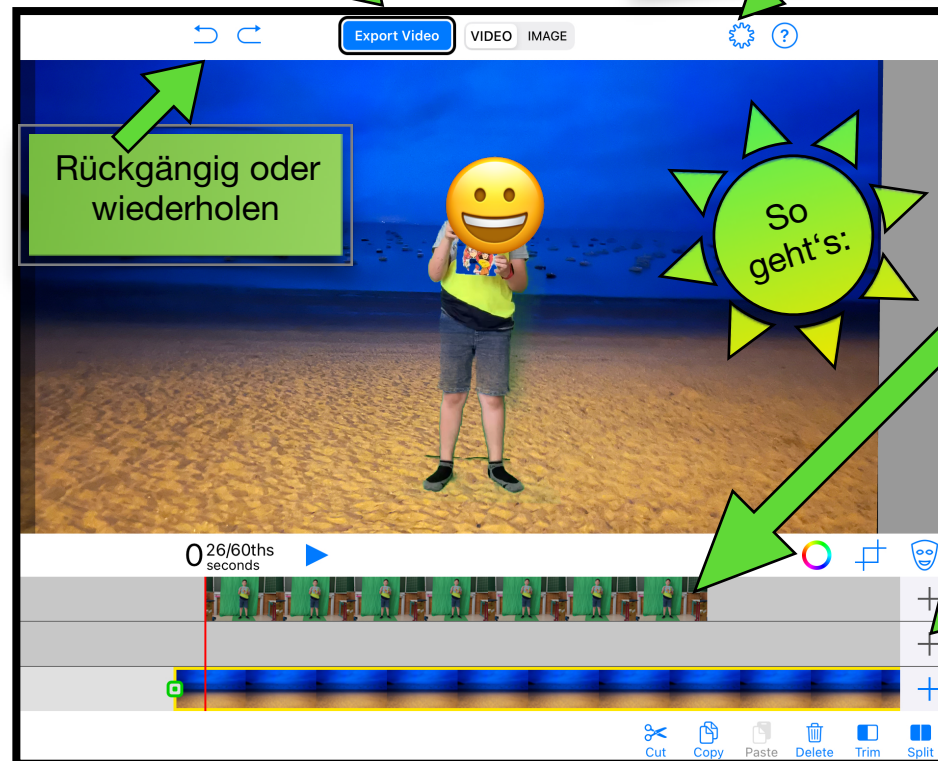 Export Video
VIDEO
IMAGE
?
Rückgängig oder
wiederholen
So
geht's:
0 26/60ths
seconds
Cut
Copy
Paste
Delete
Trim
Split